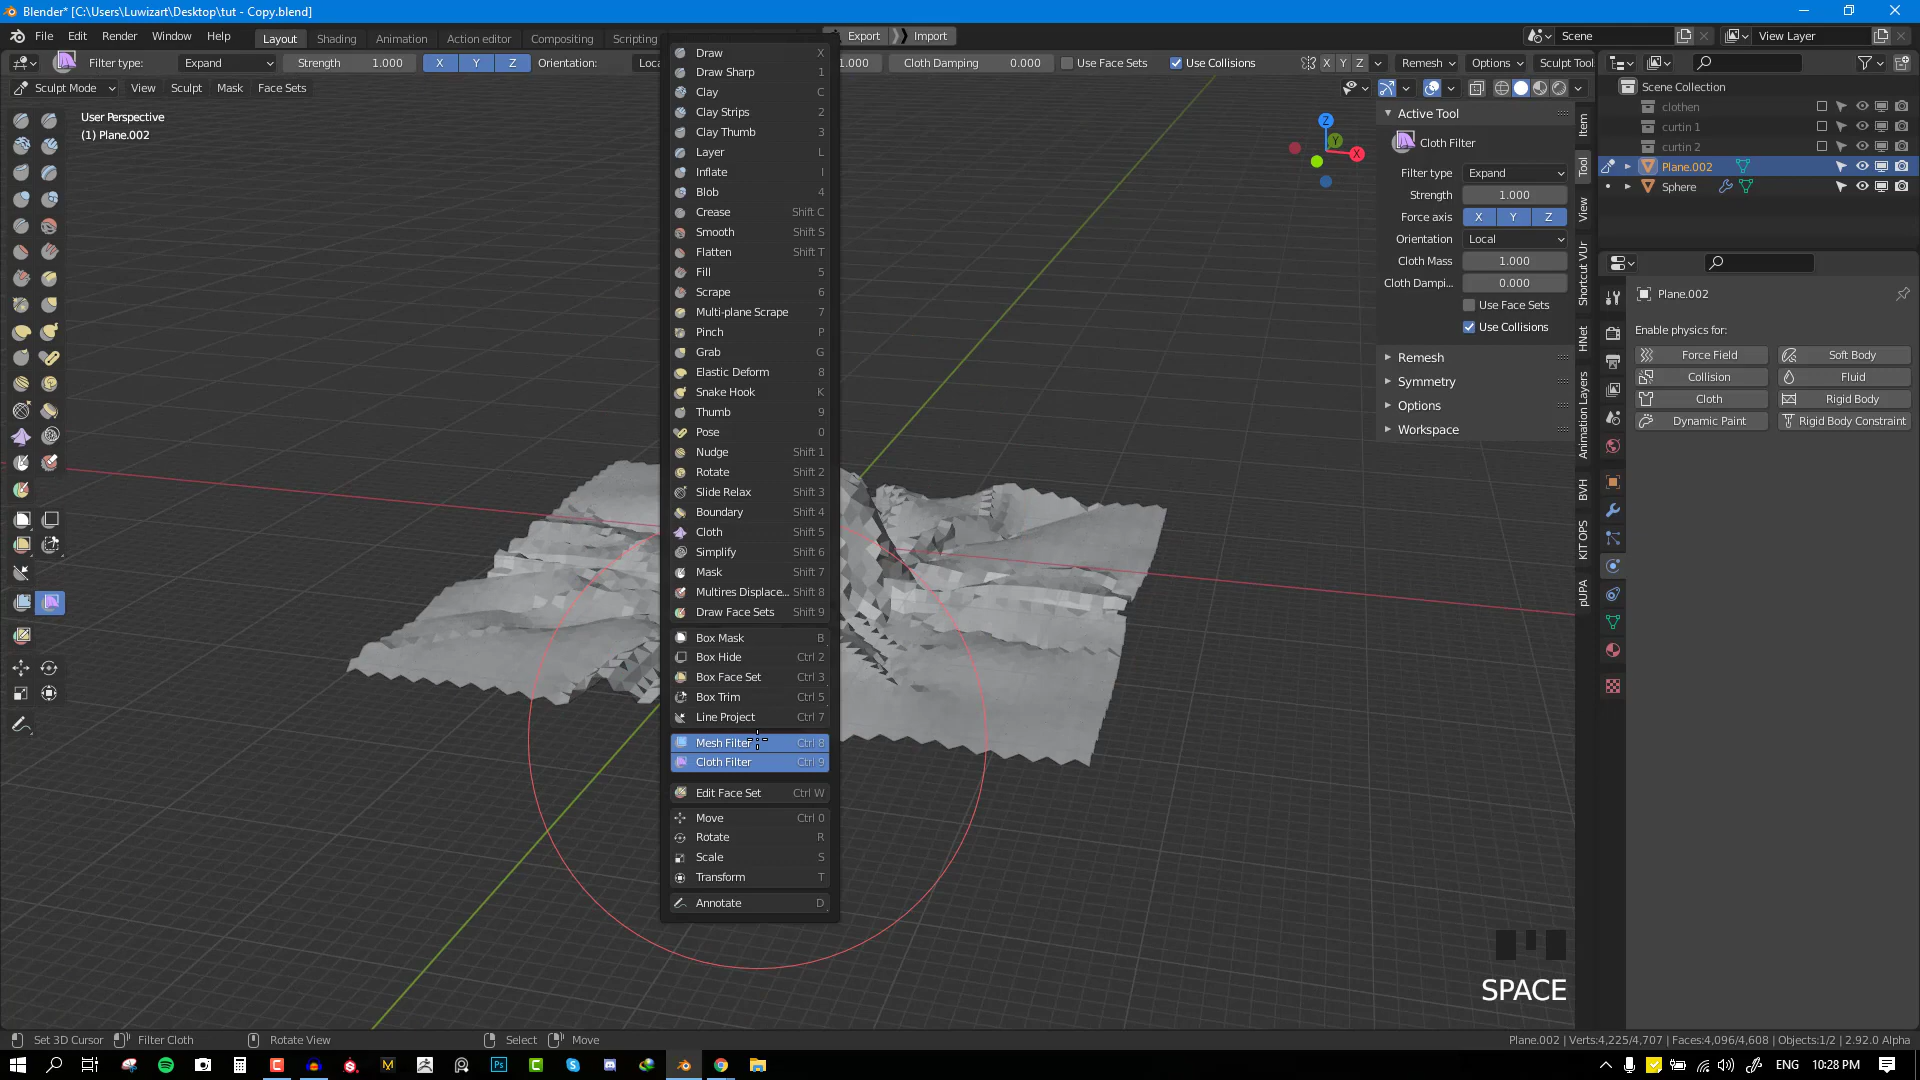 Blender* [C:\Users\Luwizart\Desktop\tut - Copy.blend]
File Edit Render Window Help Layout Shading Animation Action editor Compositing Scripting Export Import Scene View Layer
Filter type: Expand Strength 1.000 X Y Z Orientation: Loca 1.000 Cloth Damping 0.000 Use Face Sets Use Collisions X Y Z Remesh Options Sculpt Tool
Sculpt Mode View Sculpt Mask Face Sets
User Perspective
(1) Plane.002
Draw X
Draw Sharp 1
Clay C
Clay Strips 2
Clay Thumb 3
Layer L
Inflate I
Blob 4
Crease Shift C
Smooth Shift S
Flatten Shift T
Fill 5
Scrape 6
Multi-plane Scrape 7
Pinch P
Grab G
Elastic Deform 8
Snake Hook K
Thumb 9
Pose 0
Nudge Shift 1
Rotate Shift 2
Slide Relax Shift 3
Boundary Shift 4
Cloth Shift 5
Simplify Shift 6
Mask Shift 7
Multires Displace... Shift 8
Draw Face Sets Shift 9
Box Mask B
Box Hide Ctrl 2
Box Face Set Ctrl 3
Box Trim Ctrl 5
Line Project Ctrl 7
Mesh Filter Ctrl 8
Cloth Filter Ctrl 9
Edit Face Set Ctrl W
Move Ctrl 0
Rotate R
Scale S
Transform T
Annotate D
Z
Y
X
Active Tool
Cloth Filter
Filter type Expand
Strength 1.000
Force axis X Y Z
Orientation Local
Cloth Mass 1.000
Cloth Dampi... 0.000
Use Face Sets
Use Collisions
Remesh
Symmetry
Options
Workspace
Item
Tool
View
Shortcut VUr
HNet
Animation Layers
BVH
KIT OPS
pUPA
Scene Collection
clothen
curtin 1
curtin 2
Plane.002
Sphere
Plane.002
Enable physics for:
Force Field Soft Body
Collision Fluid
Cloth Rigid Body
Dynamic Paint Rigid Body Constraint
SPACE
Set 3D Cursor Filter Cloth Rotate View Select Move Plane.002 | Verts:4,225/4,707 | Faces:4,096/4,608 | Objects:1/2 | 2.92.0 Alpha
Ps ENG 10:28 PM